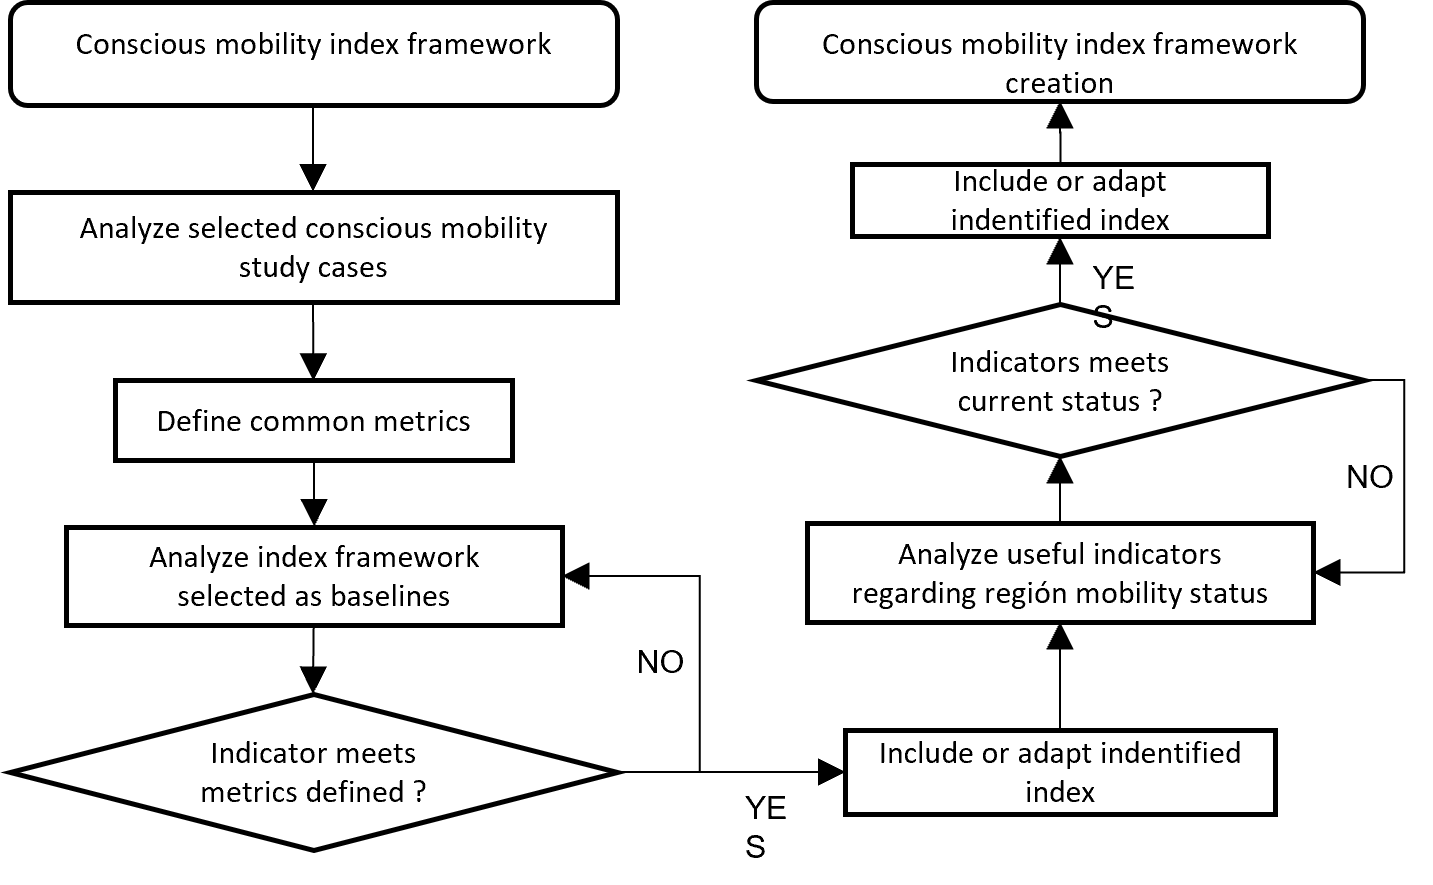 Conscious mobility index framework
Analyze selected conscious mobility
study cases
Define common metrics
Analyze index framework
selected as baselines
NO
Indicator meets
metrics defined ?
YE
S
Include or adapt indentified
index
Analyze useful indicators
regarding región mobility status
NO
Indicators meets
current status ?
YE
S
Include or adapt
indentified index
Conscious mobility index framework
creation